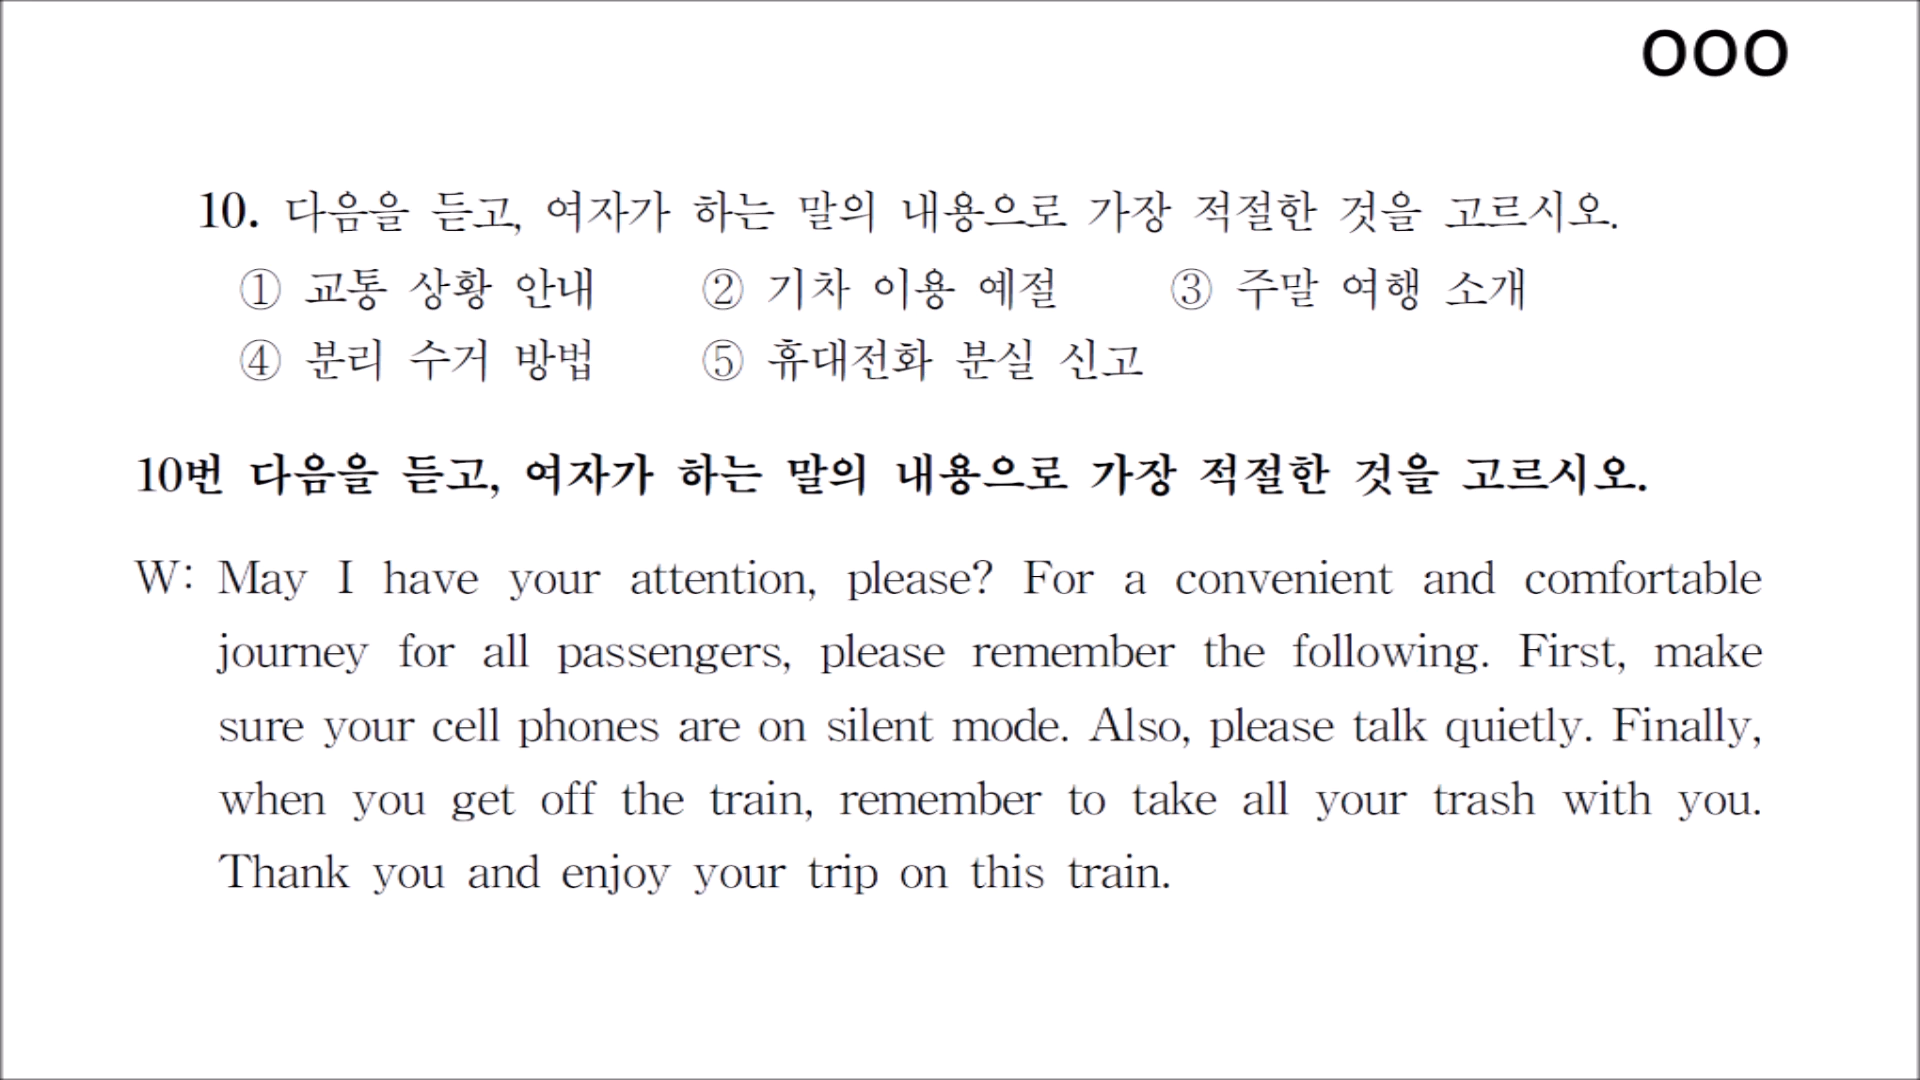 OOO
10. 다음을 듣고, 여자가 하는 말의 내용으로 가장 적절한 것을 고르시오.
① 교통 상황 안내 ② 기차 이용 예절 ③ 주말 여행 소개
④ 분리 수거 방법 ⑤ 휴대전화 분실 신고
10번 다음을 듣고, 여자가 하는 말의 내용으로 가장 적절한 것을 고르시오.
W: May I have your attention, please? For a convenient and comfortable
journey for all passengers, please remember the following. First, make
sure your cell phones are on silent mode. Also, please talk quietly. Finally,
when you get off the train, remember to take all your trash with you.
Thank you and enjoy your trip on this train.